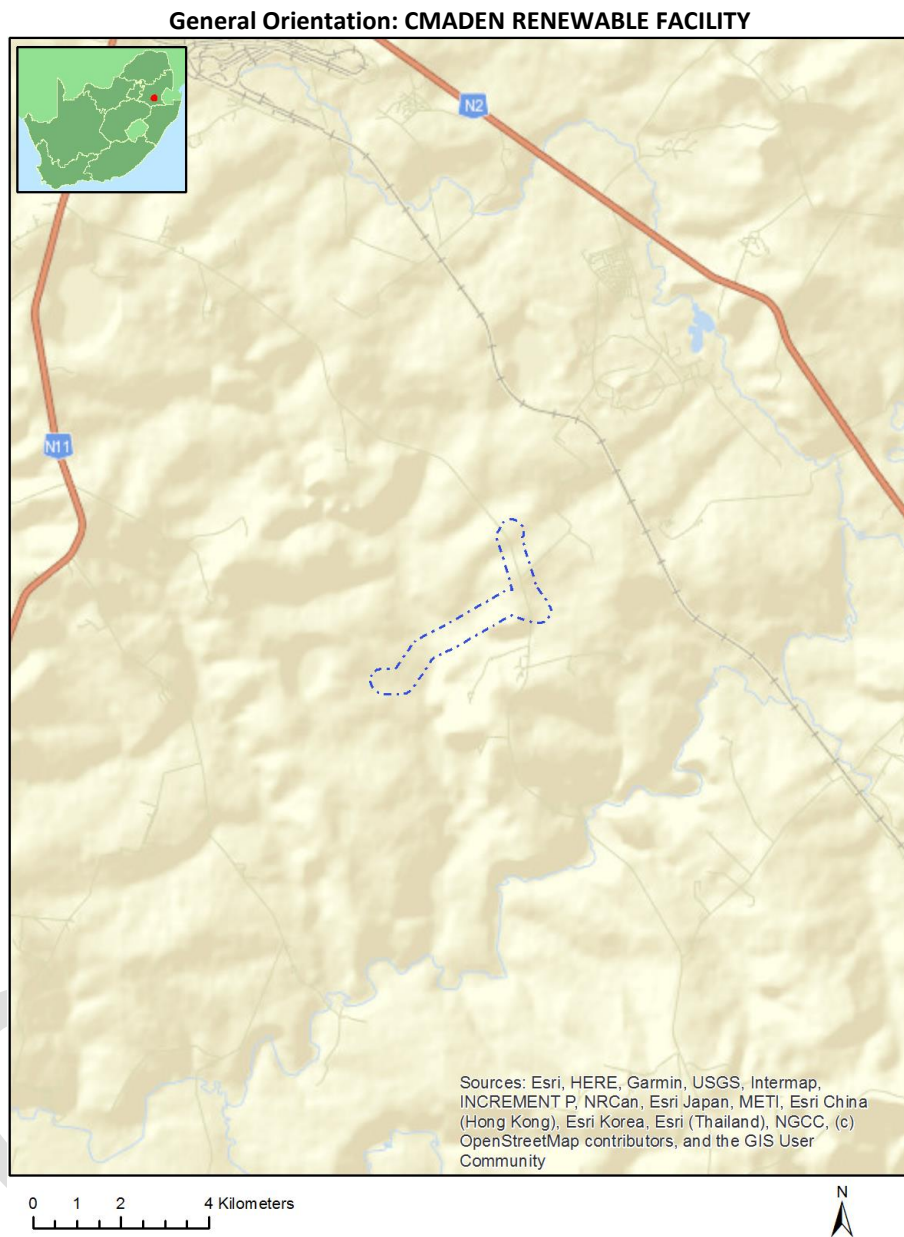 General Orientation: CMADEN RENEWABLE FACILITY
N2
N11
Sources: Esri, HERE, Garmin, USGS, Intermap,
INCREMENT P, NRCan, Esri Japan, METI, Esri China
(Hong Kong), Esri Korea, Esri (Thailand), NGCC, (c)
OpenStreetMap contributors, and the GIS User
Community
0 1 2 4 Kilometers
N